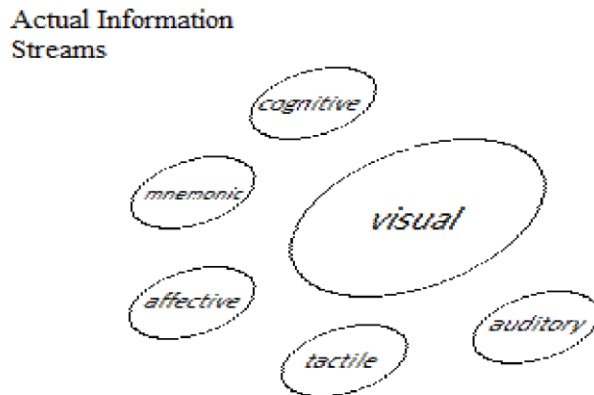 Actual Information
Streams
cognitive
mnemonic
visual
affective
auditory
tactile